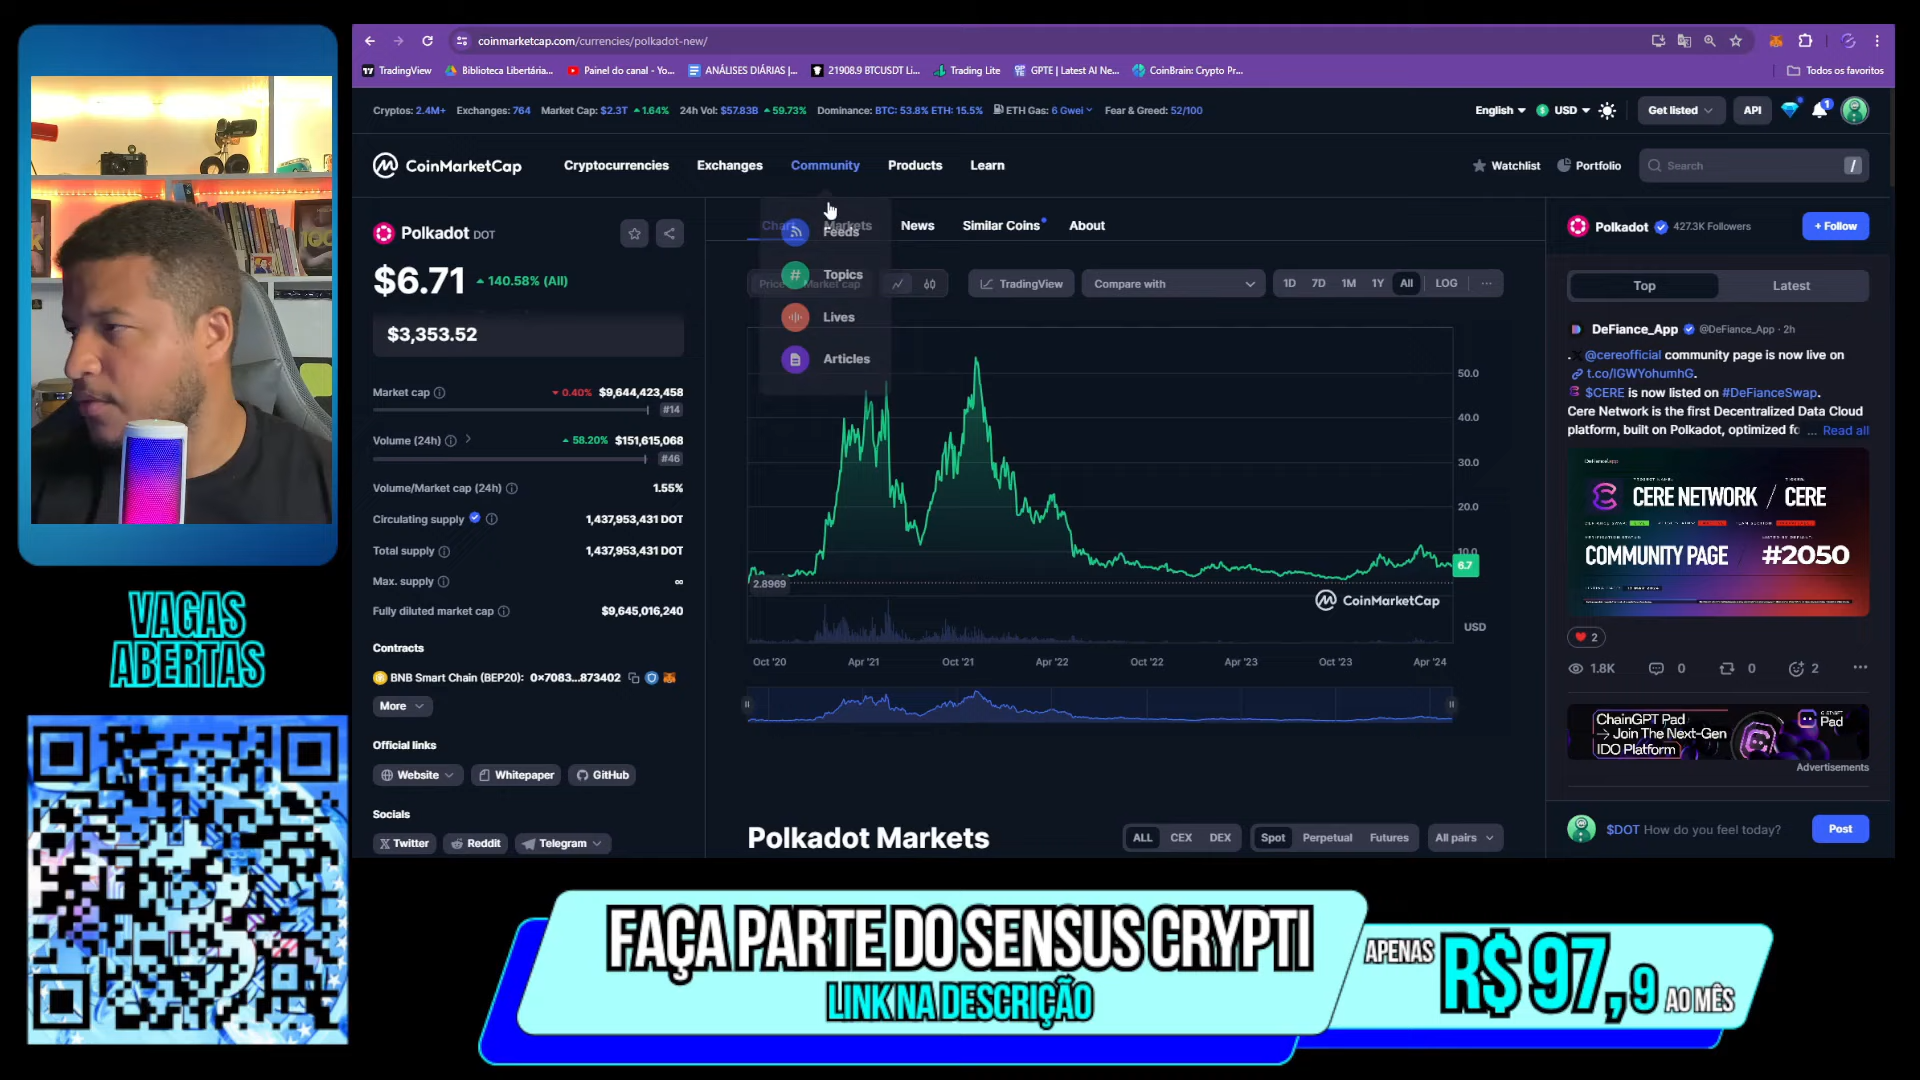 coinmarketcap.com/currencies/polkadot-new/
TradingView
Biblioteca Libertária...
Painel do canal - Yo...
ANÁLISES DIÁRIAS |...
21908.9 BTCUSDT Li...
Trading Lite
GPTE | Latest AI Ne...
CoinBrain: Crypto Pr...
Todos os favoritos
Cryptos: 2.4M+ Exchanges: 764 Market Cap: $2.3T 1.64% 24h Vol: $57.83B 59.73% Dominance: BTC: 53.8% ETH: 15.5% ETH Gas: 6 Gwei Fear & Greed: 52/100
English USD Get listed API 1
CoinMarketCap
Cryptocurrencies Exchanges Community Products Learn
Watchlist Portfolio Search /
Polkadot DOT
$6.71 140.58% (All)
$3,353.52
Market cap 0.40% $9,644,423,458
#14
Volume (24h) 58.20% $151,615,068
#46
Volume/Market cap (24h) 1.55%
Circulating supply 1,437,953,431 DOT
Total supply 1,437,953,431 DOT
Max. supply ∞
Fully diluted market cap $9,645,016,240
Contracts
BNB Smart Chain (BEP20): 0x7083...873402
More
Official links
Website Whitepaper GitHub
Socials
Twitter Reddit Telegram
Chart Markets News Similar Coins About
Feeds
Topics
Lives
Articles
Price Market cap TradingView Compare with 1D 7D 1M 1Y All LOG ...
50.0
40.0
30.0
20.0
10.0
6.7
2.8969
CoinMarketCap
USD
Oct '20 Apr '21 Oct '21 Apr '22 Oct '22 Apr '23 Oct '23 Apr '24
Polkadot Markets
ALL CEX DEX Spot Perpetual Futures All pairs
Polkadot 427.3K Followers + Follow
Top Latest
DeFiance_App @DeFiance_App · 2h
. @cereofficial community page is now live on
t.co/IGWYohumhG.
$CERE is now listed on #DeFianceSwap.
Cere Network is the first Decentralized Data Cloud
platform, built on Polkadot, optimized fo ... Read all
CERE NETWORK / CERE
COMMUNITY PAGE / #2050
2
1.8K 0 0 2 ...
ChainGPT Pad
→ Join The Next-Gen
IDO Platform
Pad
Advertisements
$DOT How do you feel today? Post
VAGAS
ABERTAS
FAÇA PARTE DO SENSUS CRYPTI
LINK NA DESCRIÇÃO
APENAS R$ 97,9 AO MÊS